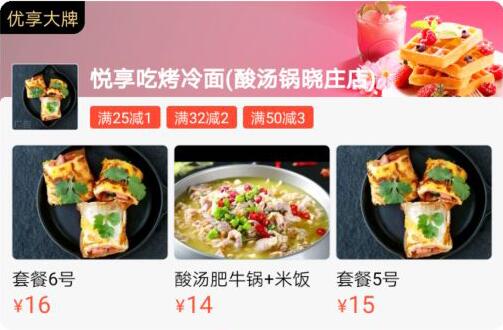 优享大牌
悦享吃烤冷面(酸汤锅晓庄店)
广告
满25减1 满32减2 满50减3
套餐6号 酸汤肥牛锅+米饭 套餐5号
¥16 ¥14 ¥15